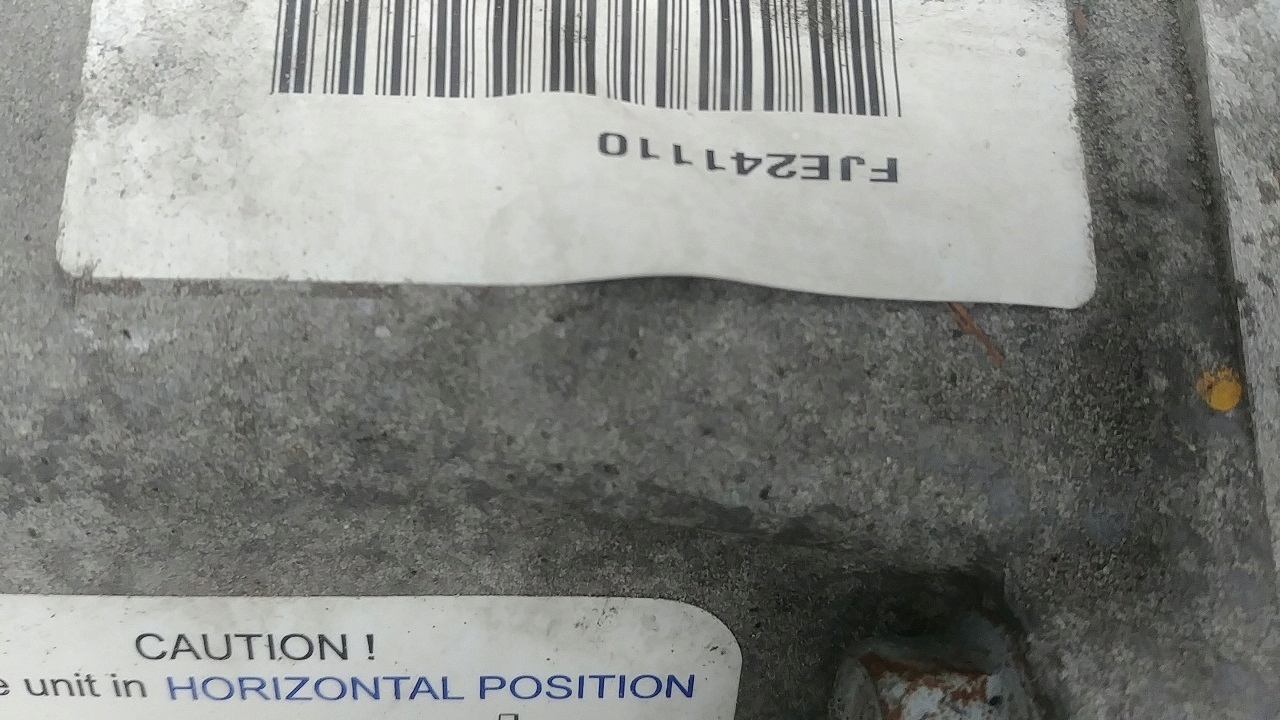 FJE241110
CAUTION !
e unit in HORIZONTAL POSITION